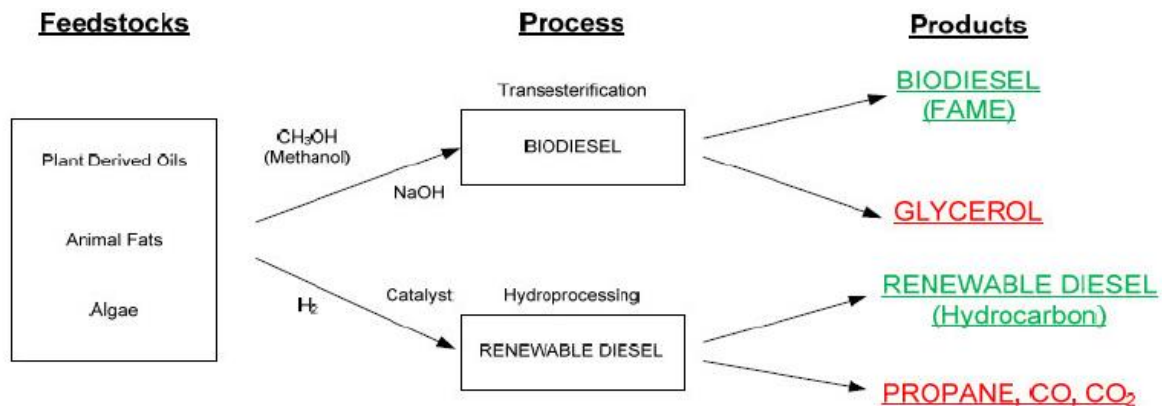 Feedstocks
Process
Products
Plant Derived Oils
Animal Fats
Algae
CH₃OH
(Methanol)
NaOH
H₂
Catalyst
Transesterification
BIODIESEL
Hydroprocessing
RENEWABLE DIESEL
BIODIESEL
(FAME)
GLYCEROL
RENEWABLE DIESEL
(Hydrocarbon)
PROPANE, CO, CO₂